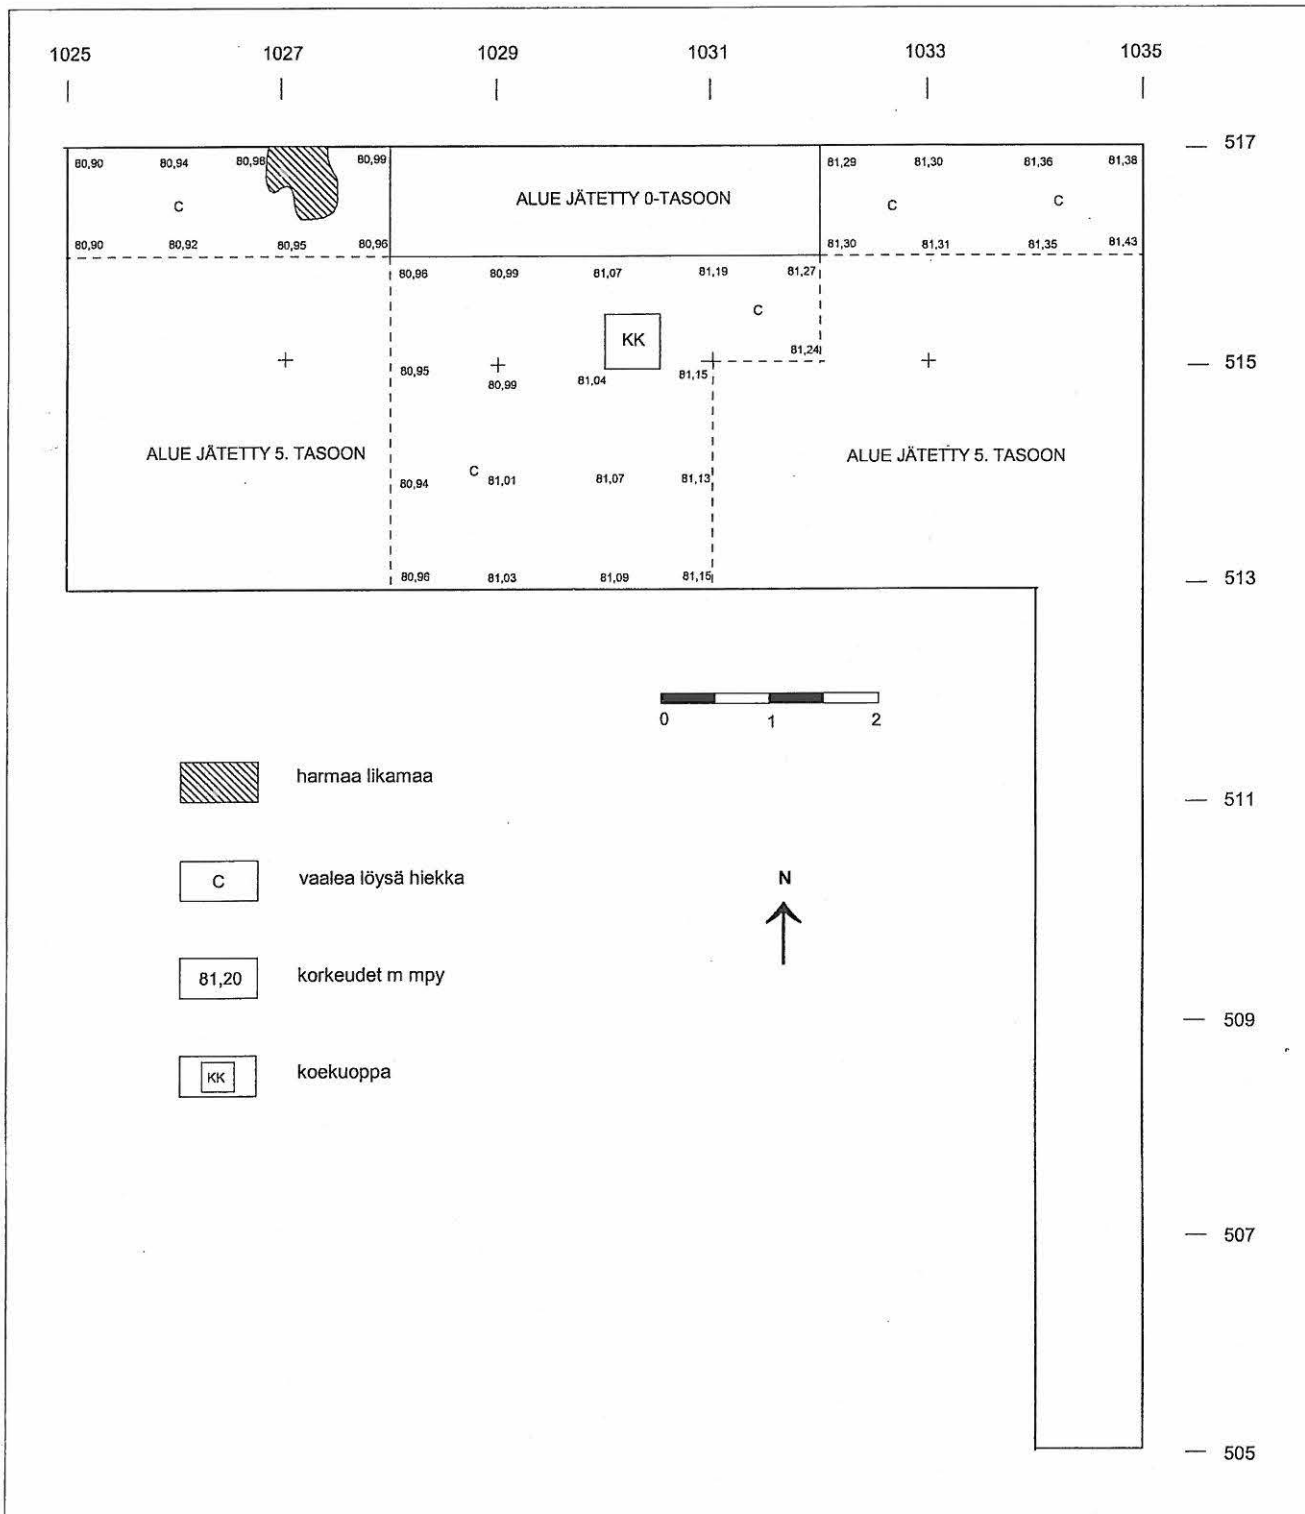 1025 1027 1029 1031 1033 1035
517
80,90 80,94 80,98 80,99 81,29 81,30 81,36 81,38
ALUE JÄTETTY 0-TASOON
C C C
80,90 80,92 80,95 80,96 81,30 81,31 81,35 81,43
80,98 80,99 81,07 81,19 81,27
C
KK
81,24
515
80,95 80,99 81,04 81,15
ALUE JÄTETTY 5. TASOON ALUE JÄTETTY 5. TASOON
C
80,94 81,01 81,07 81,13
80,96 81,03 81,09 81,15
513
0 1 2
harmaa likamaa
511
C vaalea löysä hiekka
N
81,20 korkeudet m mpy
509
KK koekuoppa
507
505